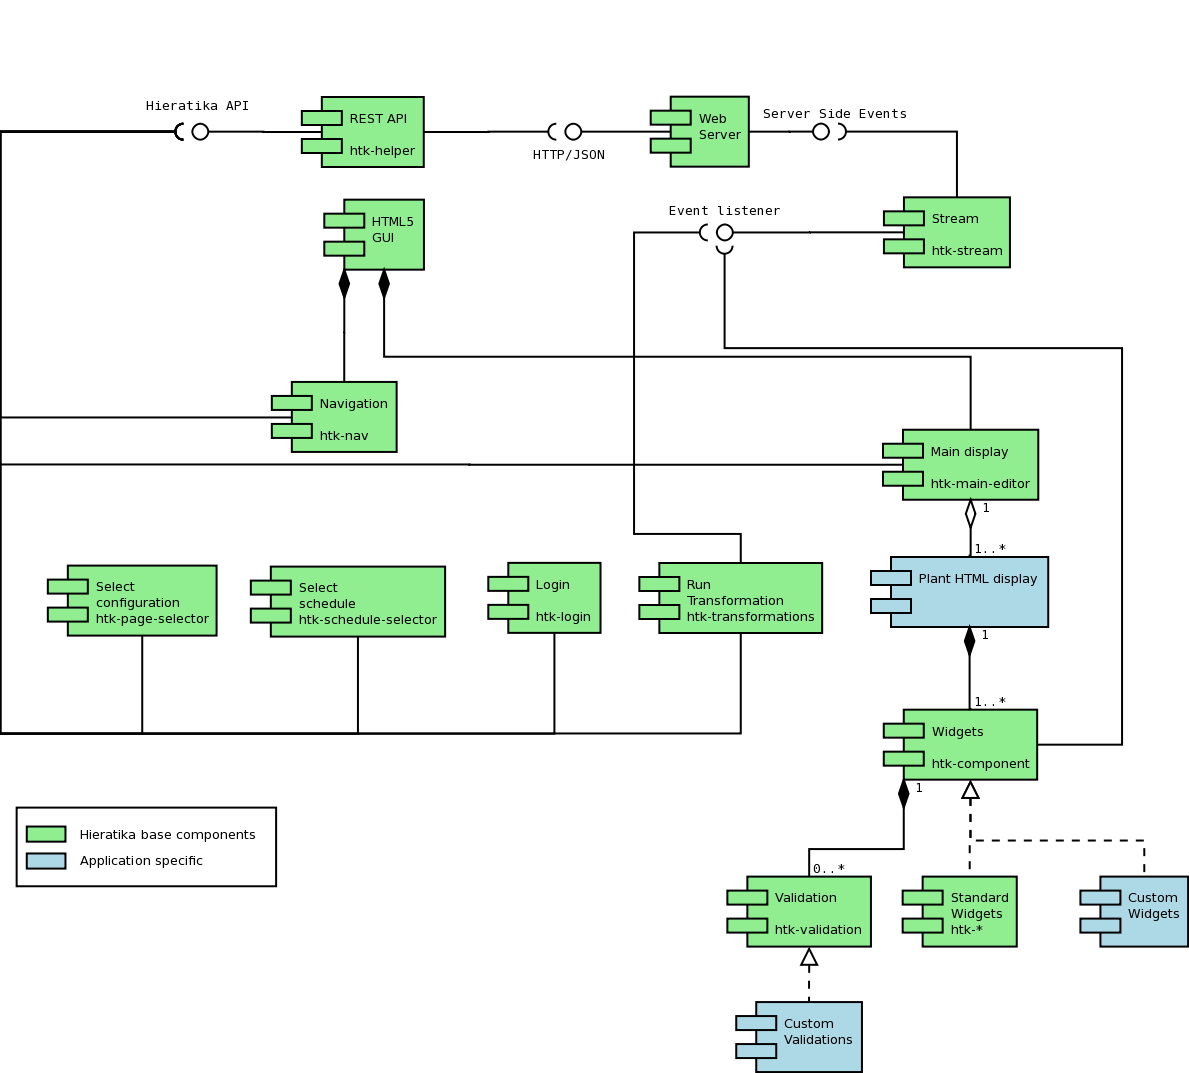 Hieratika API
REST API
htk-helper
HTTP/JSON
Web
Server
Server Side Events
HTML5
GUI
Event listener
Stream
htk-stream
Navigation
htk-nav
Main display
htk-main-editor
1
1..*
Select
configuration
htk-page-selector
Select
schedule
htk-schedule-selector
Login
htk-login
Run
Transformation
htk-transformations
Plant HTML display
1
1..*
Widgets
htk-component
1
Hieratika base components
Application specific
0..*
Validation
htk-validation
Standard
Widgets
htk-*
Custom
Widgets
Custom
Validations